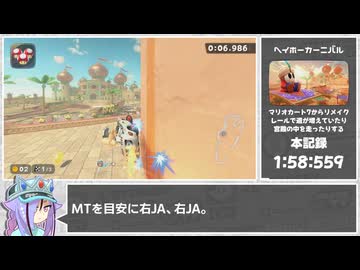 0:06.986
ヘイホーカーニバル
マリオカート7からリメイク
レールで道が増えていたり
宮殿の中を走ったりする
本記録
1:58:559
02
MTを目安に右JA、右JA。